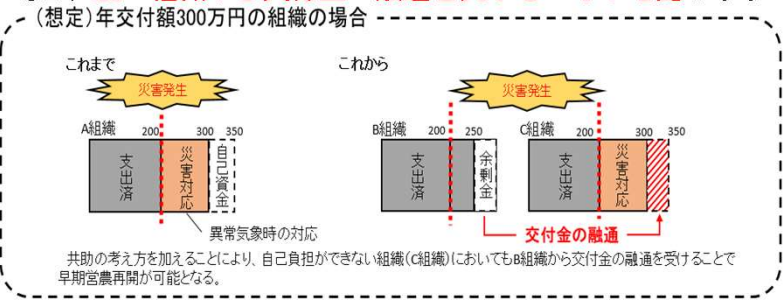 (想定)年交付額300万円の組織の場合
これまで
災害発生
A組織 200 300 350
支出済
災害対応
自己資金
異常気象時の対応
これから
災害発生
B組織 200 250
支出済
余剰金
C組織 200 300 350
支出済
災害対応
交付金の融通
共助の考え方を加えることにより、自己負担ができない組織(C組織)においてもB組織から交付金の融通を受けることで
早期営農再開が可能となる。